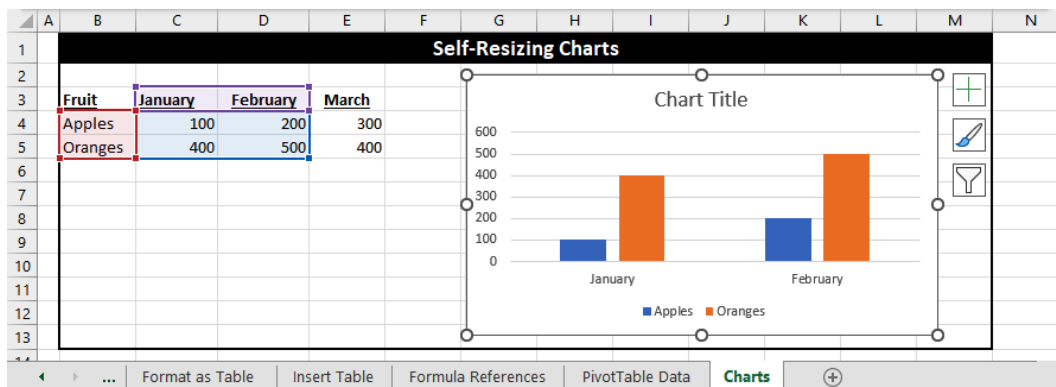 A B C D E F G H I J K L M N
1 Self-Resizing Charts
2
3 Fruit January February March
4 Apples 100 200 300
5 Oranges 400 500 400
6
7
8
9
10
11
12
13
Chart Title
600
500
400
300
200
100
0
January February
Apples Oranges
... Format as Table Insert Table Formula References PivotTable Data Charts